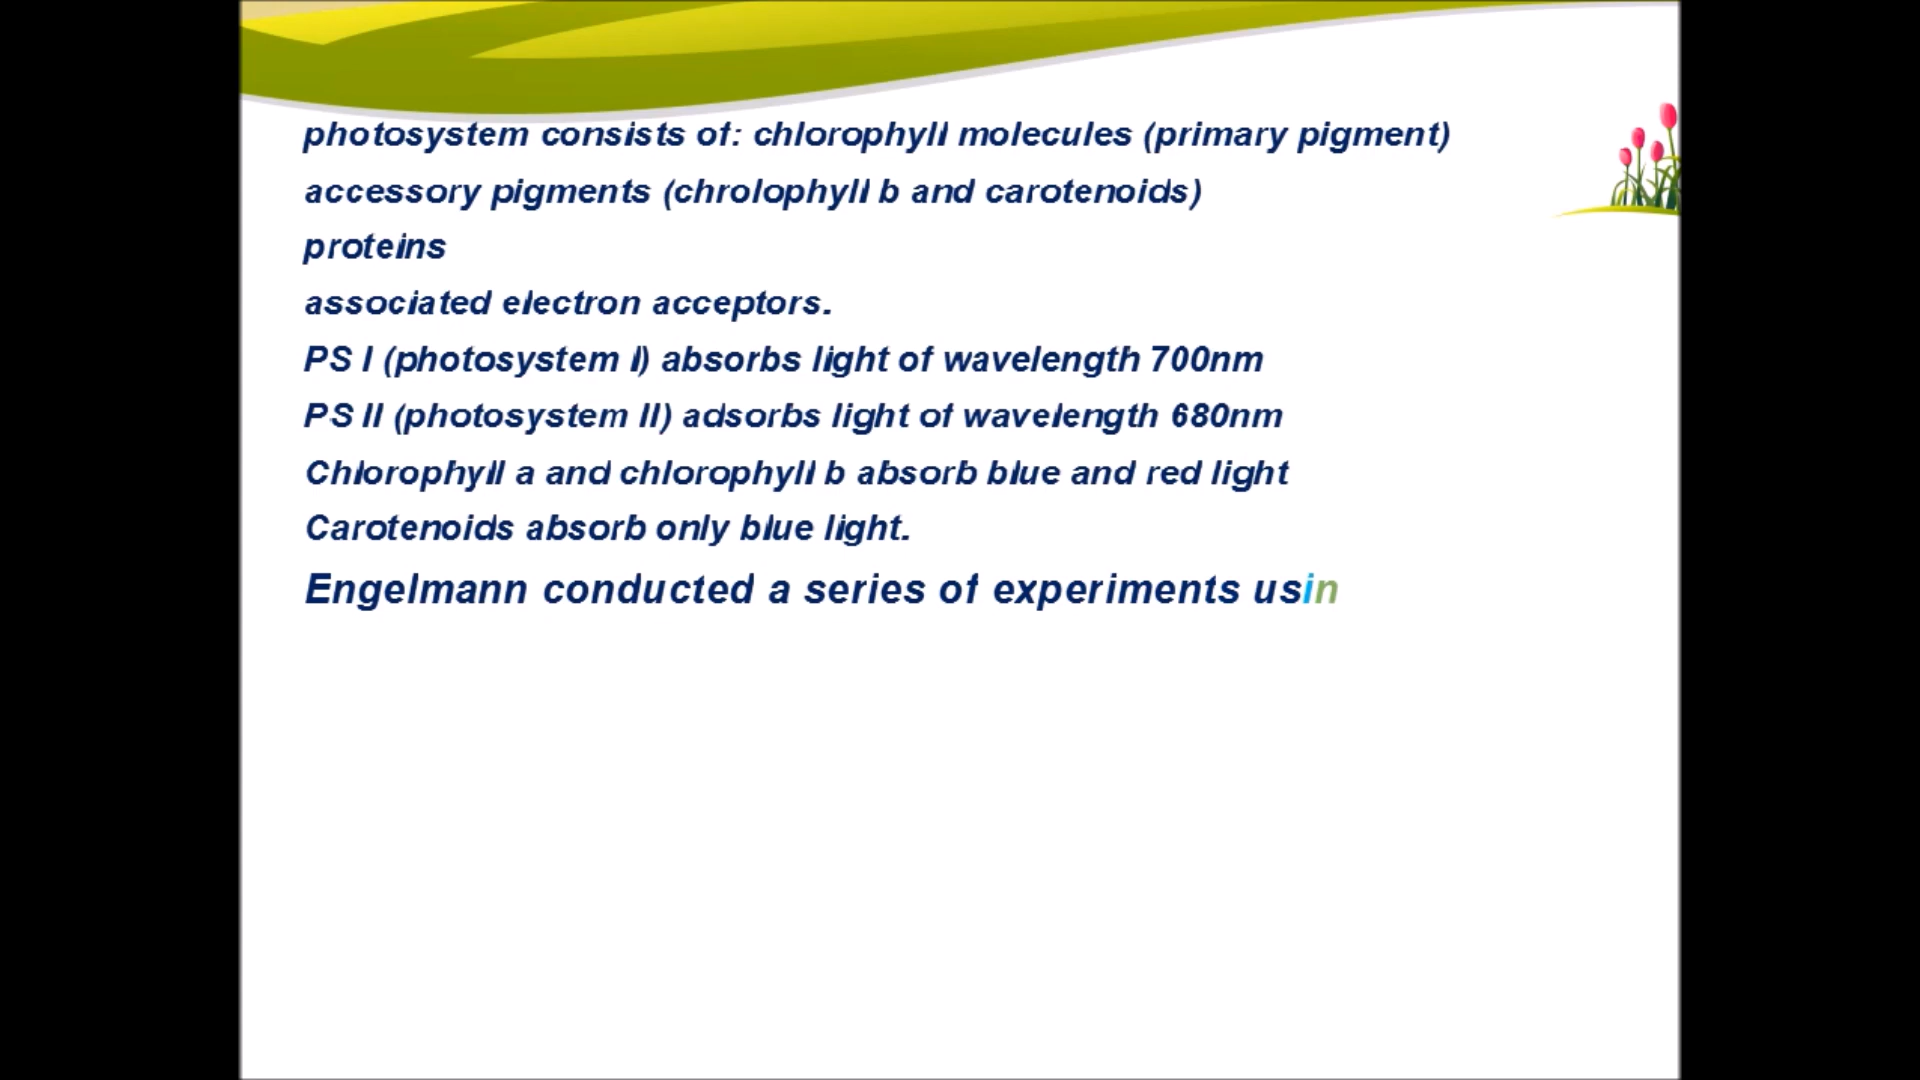 photosystem consists of: chlorophyll molecules (primary pigment)
accessory pigments (chrolophyll b and carotenoids)
proteins
associated electron acceptors.
PS I (photosystem I) absorbs light of wavelength 700nm
PS II (photosystem II) adsorbs light of wavelength 680nm
Chlorophyll a and chlorophyll b absorb blue and red light
Carotenoids absorb only blue light.
Engelmann conducted a series of experiments usin